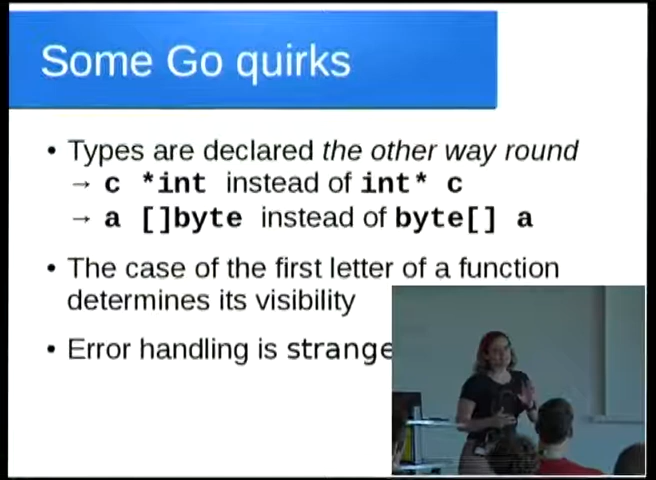 Some Go quirks
• Types are declared the other way round
→ c *int instead of int* c
→ a []byte instead of byte[] a
• The case of the first letter of a function
determines its visibility
• Error handling is strange